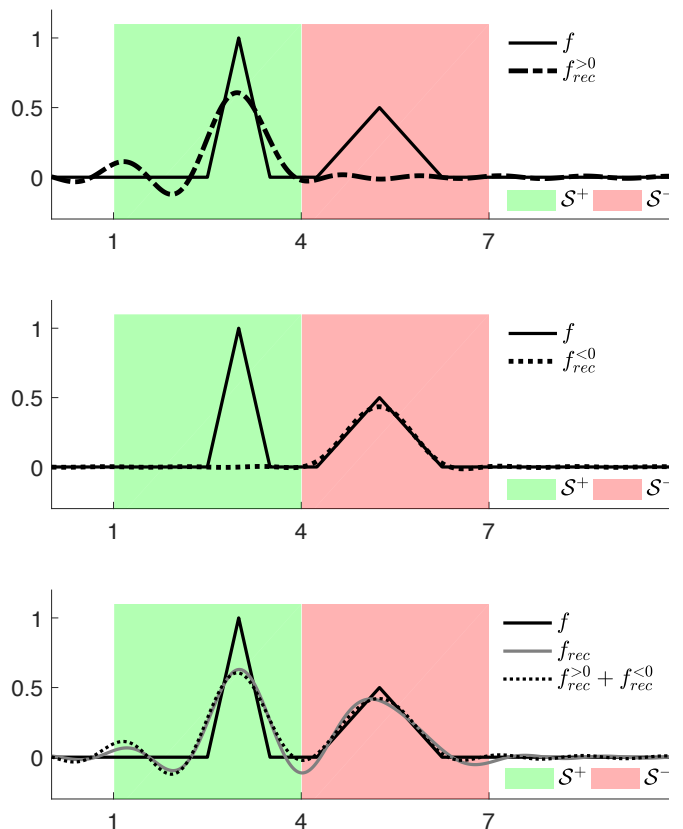 1
0.5
0
1 4 7
f
f_{rec}^{>0}
S^+ S^-
1
0.5
0
1 4 7
f
f_{rec}^{<0}
S^+ S^-
1
0.5
0
1 4 7
f
f_{rec}
f_{rec}^{>0} + f_{rec}^{<0}
S^+ S^-